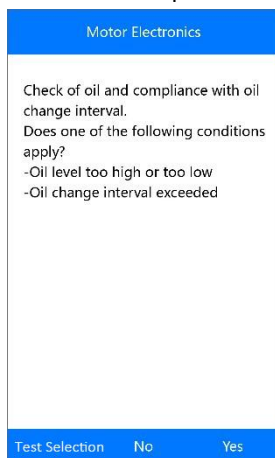 Motor Electronics
Check of oil and compliance with oil
change interval.
Does one of the following conditions
apply?
-Oil level too high or too low
-Oil change interval exceeded
Test Selection No Yes